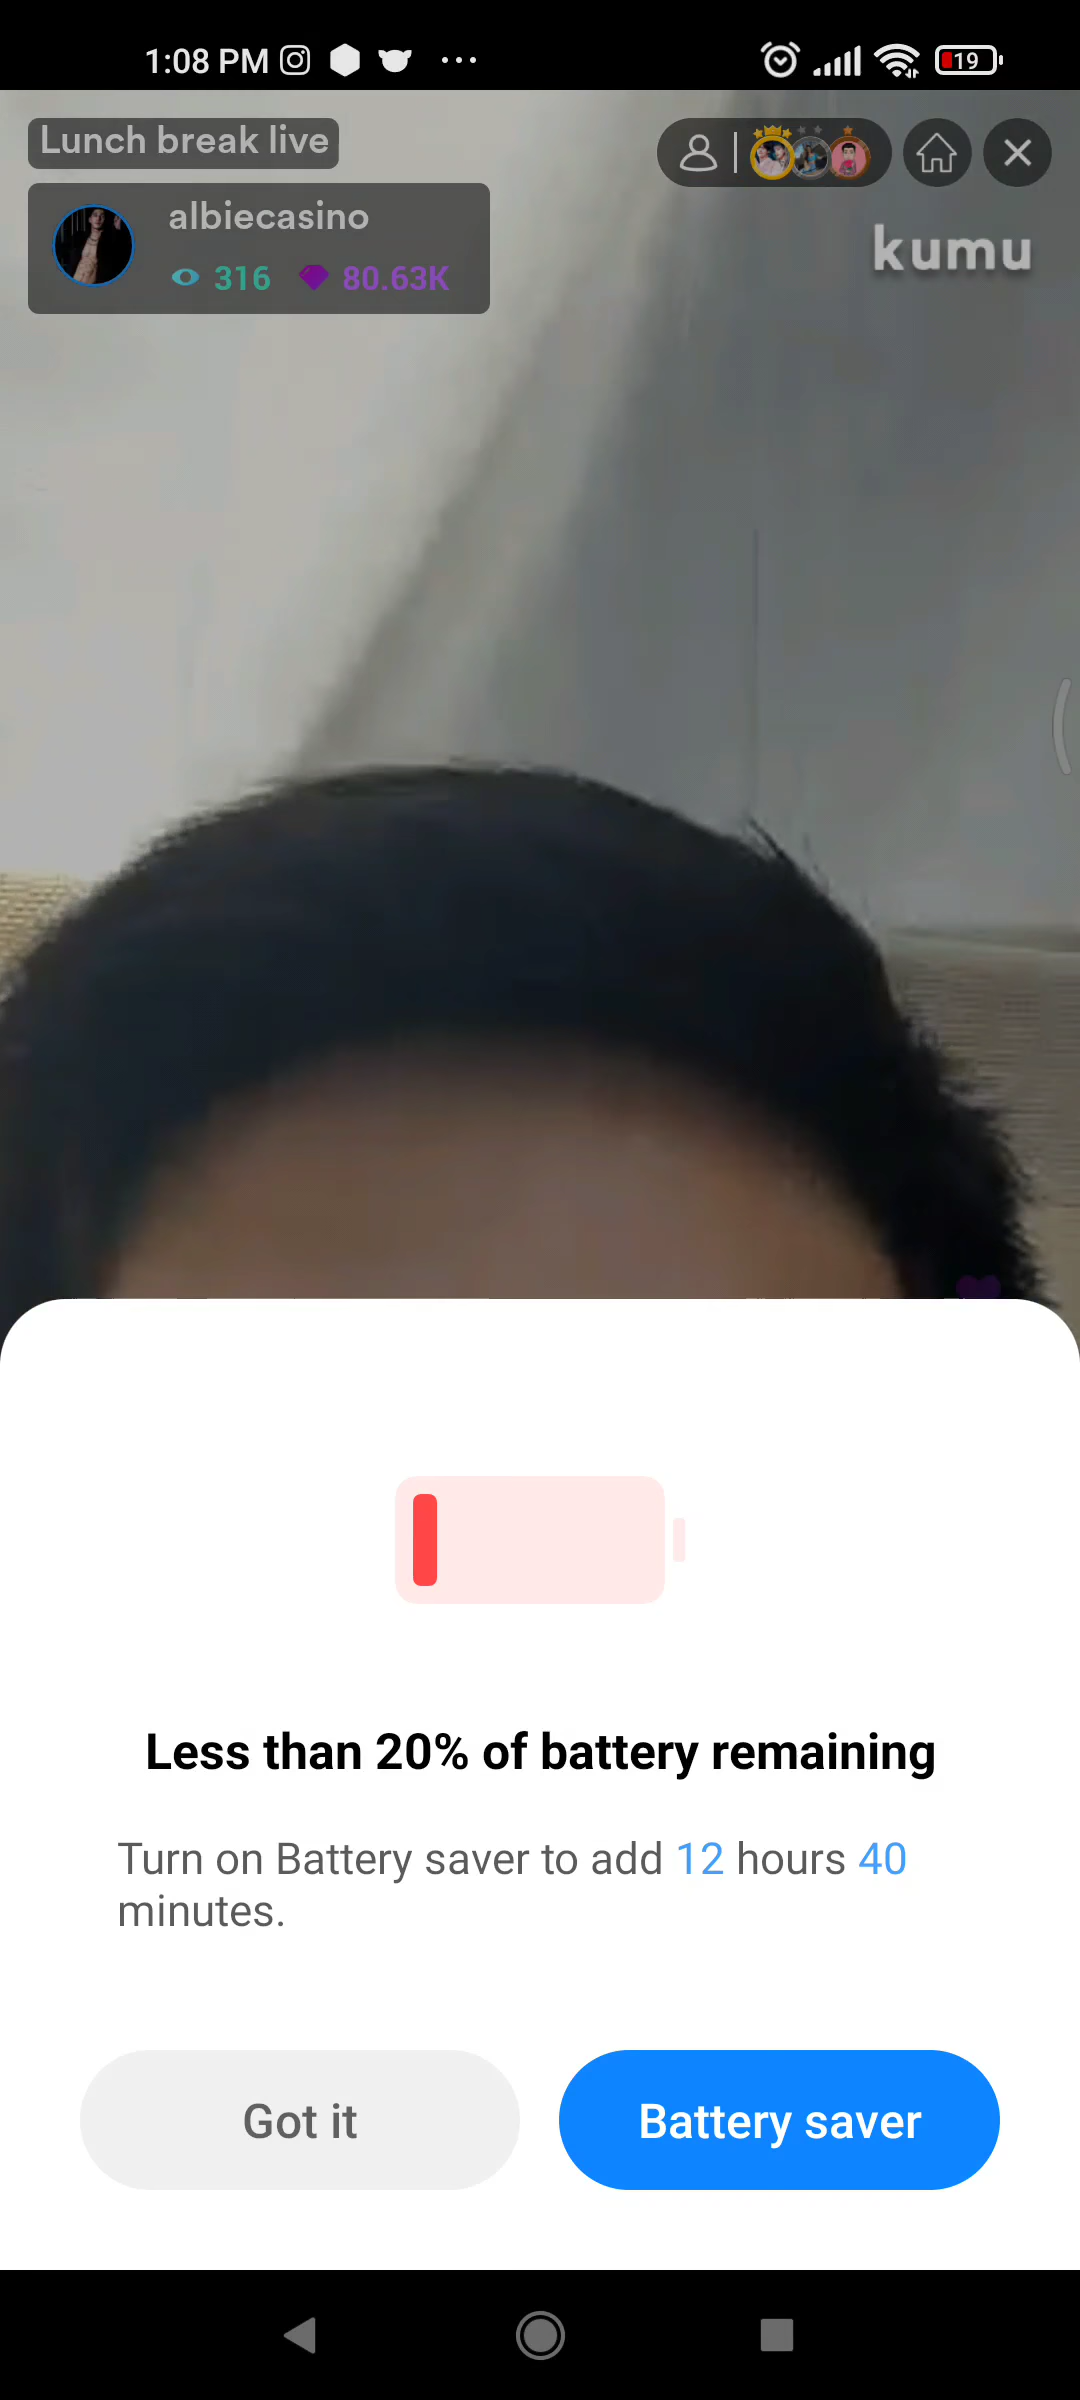 1:08 PM
19
Lunch break live
albiecasino
316 80.63K
kumu
Less than 20% of battery remaining
Turn on Battery saver to add 12 hours 40
minutes.
Got it
Battery saver